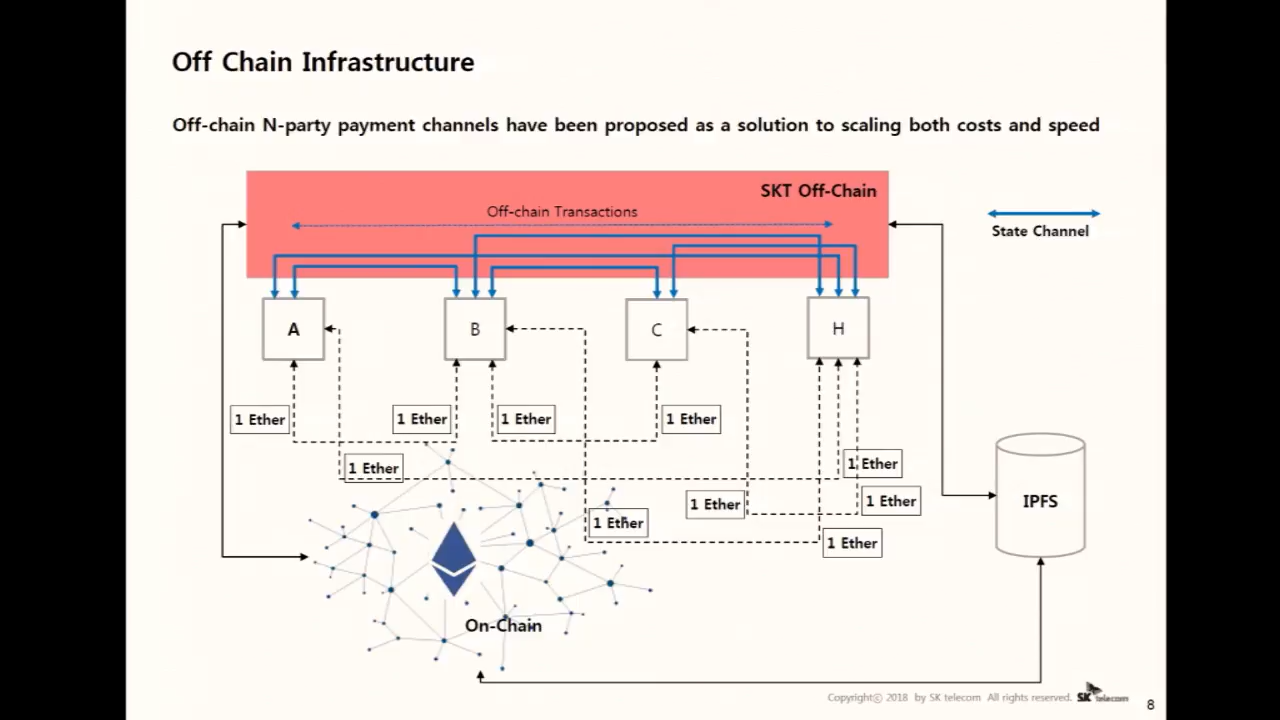 Off Chain Infrastructure
Off-chain N-party payment channels have been proposed as a solution to scaling both costs and speed
SKT Off-Chain
Off-chain Transactions
State Channel
A
B
C
H
1 Ether
1 Ether
1 Ether
1 Ether
1 Ether
1 Ether
1 Ether
1 Ether
1 Ether
1 Ether
IPFS
On-Chain
Copyrightⓒ 2018 by SK telecom All rights reserved.
SK telecom
8